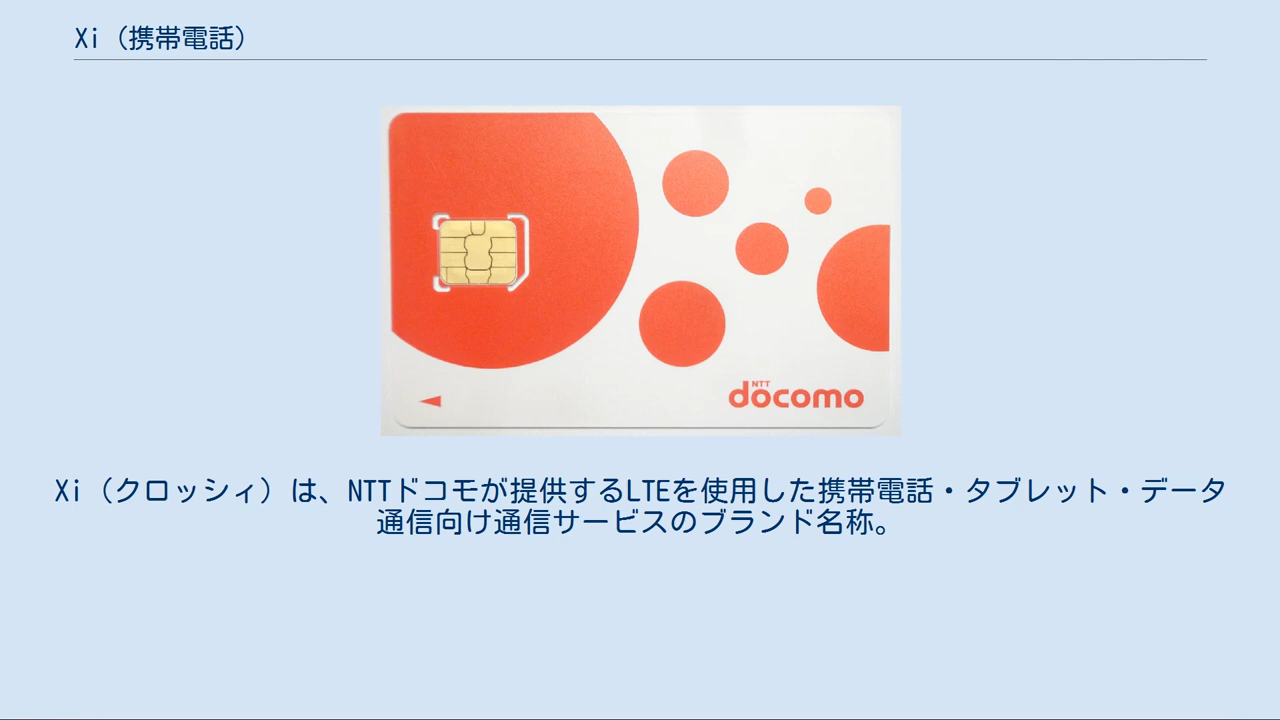 Xi（携帯電話）
NTT
docomo
Xi（クロッシィ）は、NTTドコモが提供するLTEを使用した携帯電話・タブレット・データ
通信向け通信サービスのブランド名称。